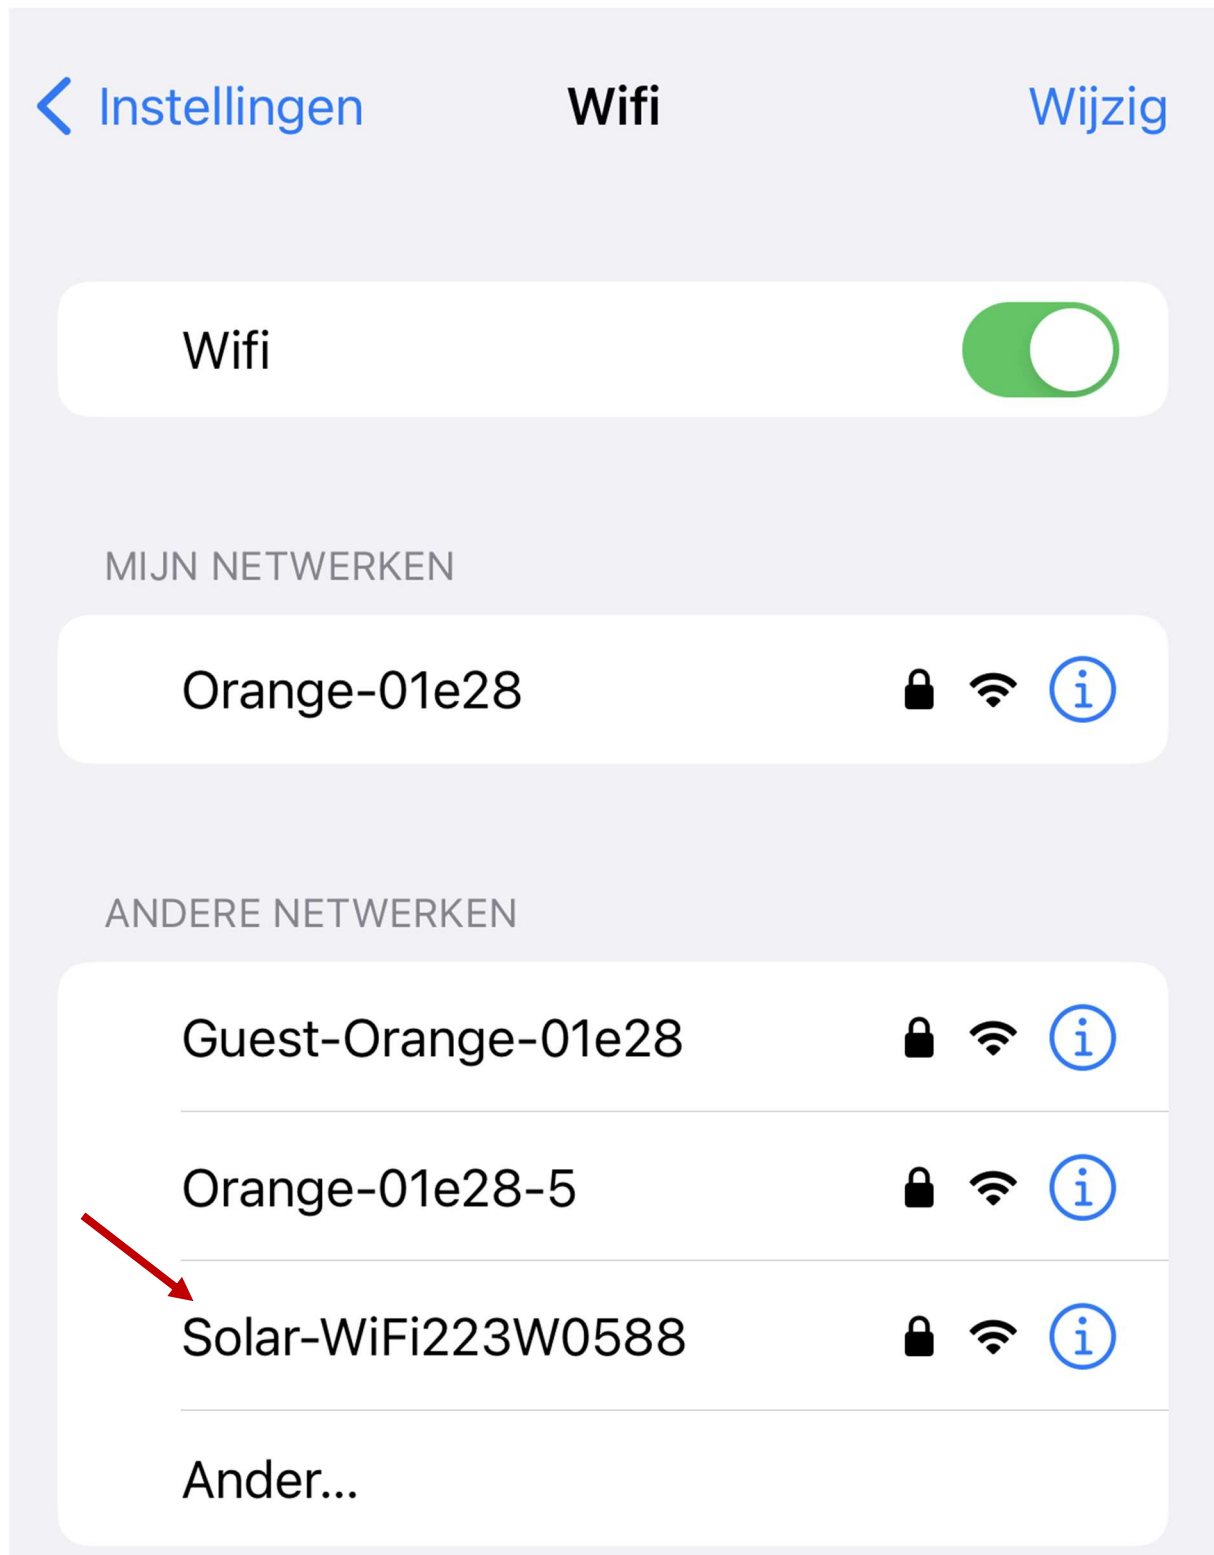 Instellingen Wifi Wijzig
Wifi
MIJN NETWERKEN
Orange-01e28
ANDERE NETWERKEN
Guest-Orange-01e28
Orange-01e28-5
Solar-WiFi223W0588
Ander...